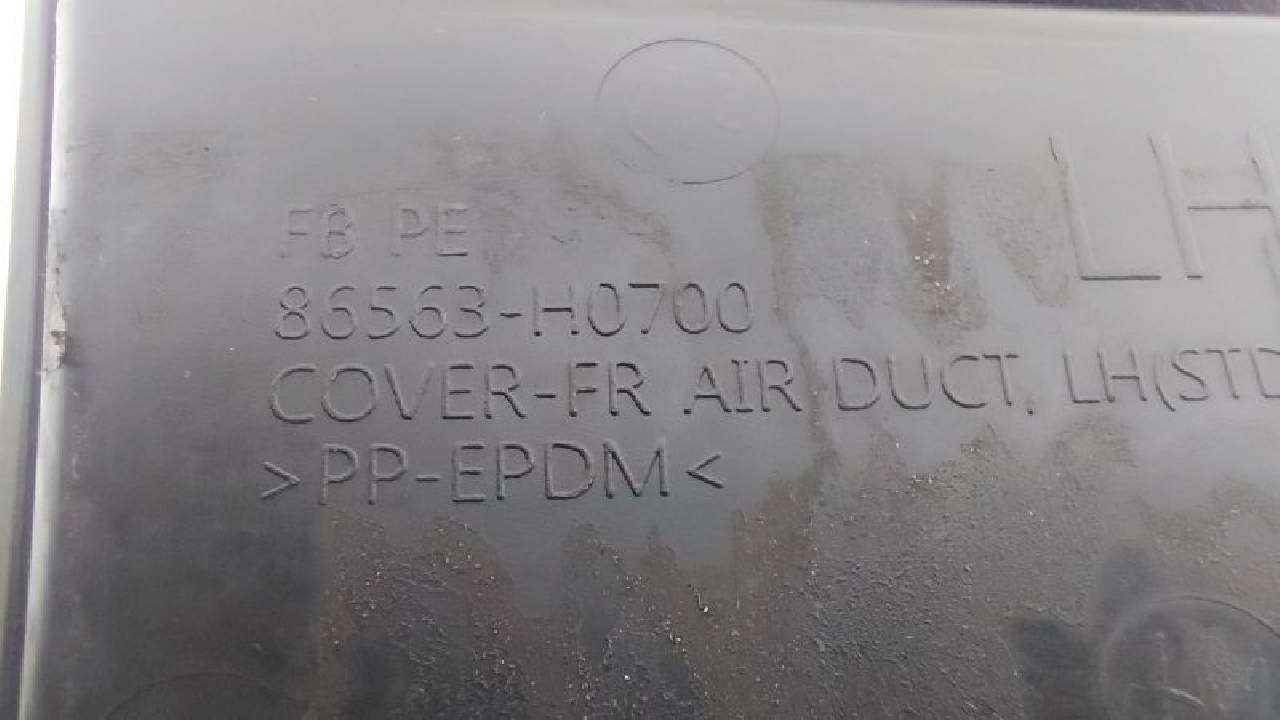 LH
FB PE
86563-H0700
COVER-FR AIR DUCT, LH(STD
>PP-EPDM<